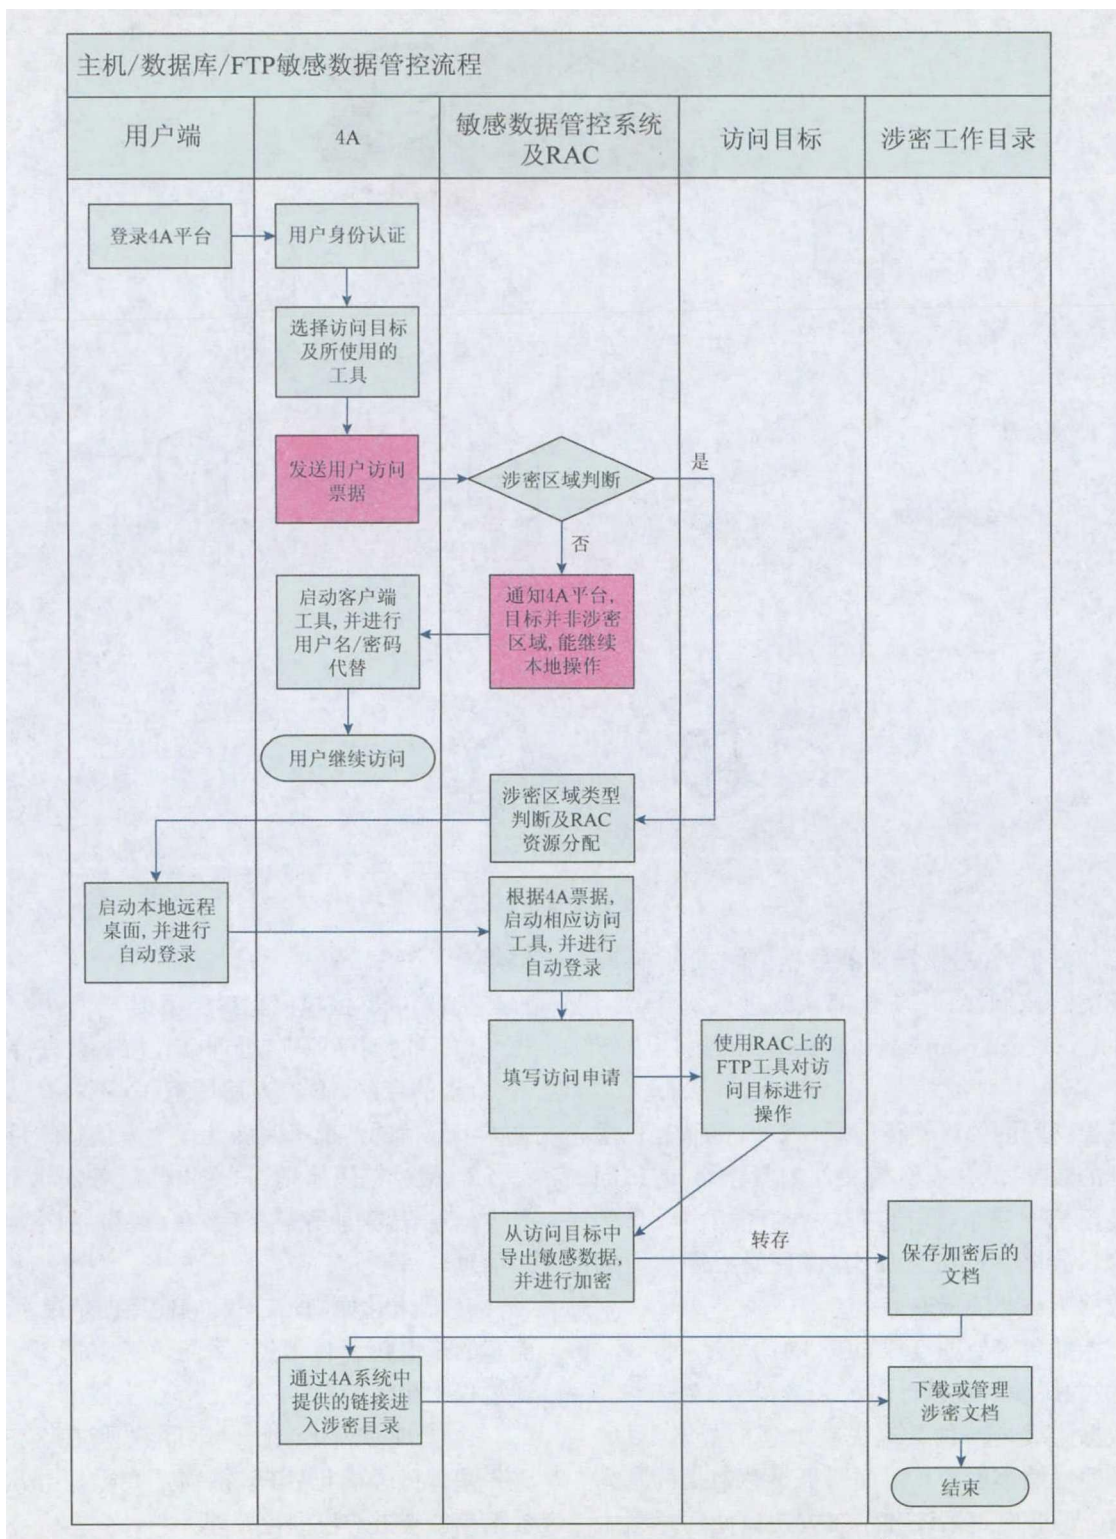 主机/数据库/FTP敏感数据管控流程
用户端
4A
敏感数据管控系统
及RAC
访问目标
涉密工作目录
登录4A平台
用户身份认证
选择访问目标
及所使用的
工具
发送用户访问
票据
涉密区域判断
是
否
启动客户端
工具,并进行
用户名/密码
代替
通知4A平台,
目标并非涉密
区域,能继续
本地操作
用户继续访问
涉密区域类型
判断及RAC
资源分配
启动本地远程
桌面,并进行
自动登录
根据4A票据,
启动相应访问
工具,并进行
自动登录
填写访问申请
使用RAC上的
FTP工具对访
问目标进行
操作
从访问目标中
导出敏感数据,
并进行加密
转存
保存加密后的
文档
通过4A系统中
提供的链接进
入涉密目录
下载或管理
涉密文档
结束